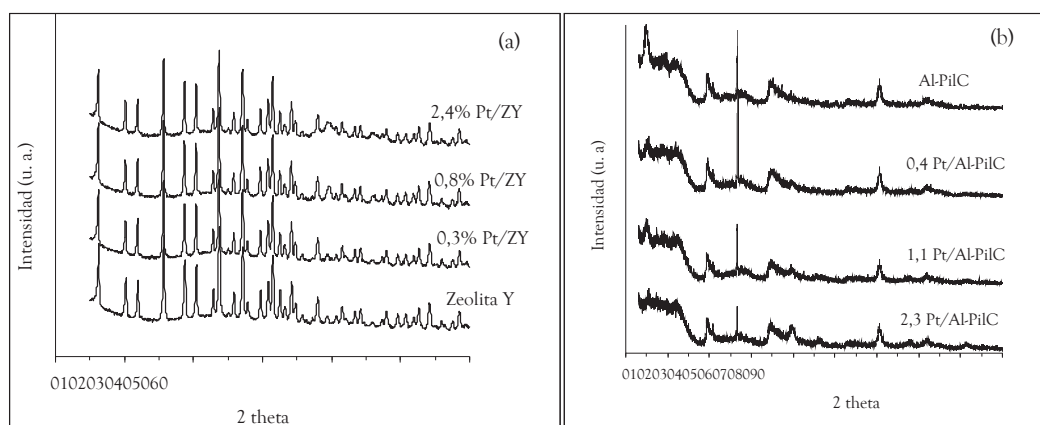 (a)
Intensidad (u. a.)
2,4% Pt/ZY
0,8% Pt/ZY
0,3% Pt/ZY
Zeolita Y
0102030405060
2 theta
(b)
Intensidad (u. a)
Al-PilC
0,4 Pt/Al-PilC
1,1 Pt/Al-PilC
2,3 Pt/Al-PilC
0102030405060708090
2 theta